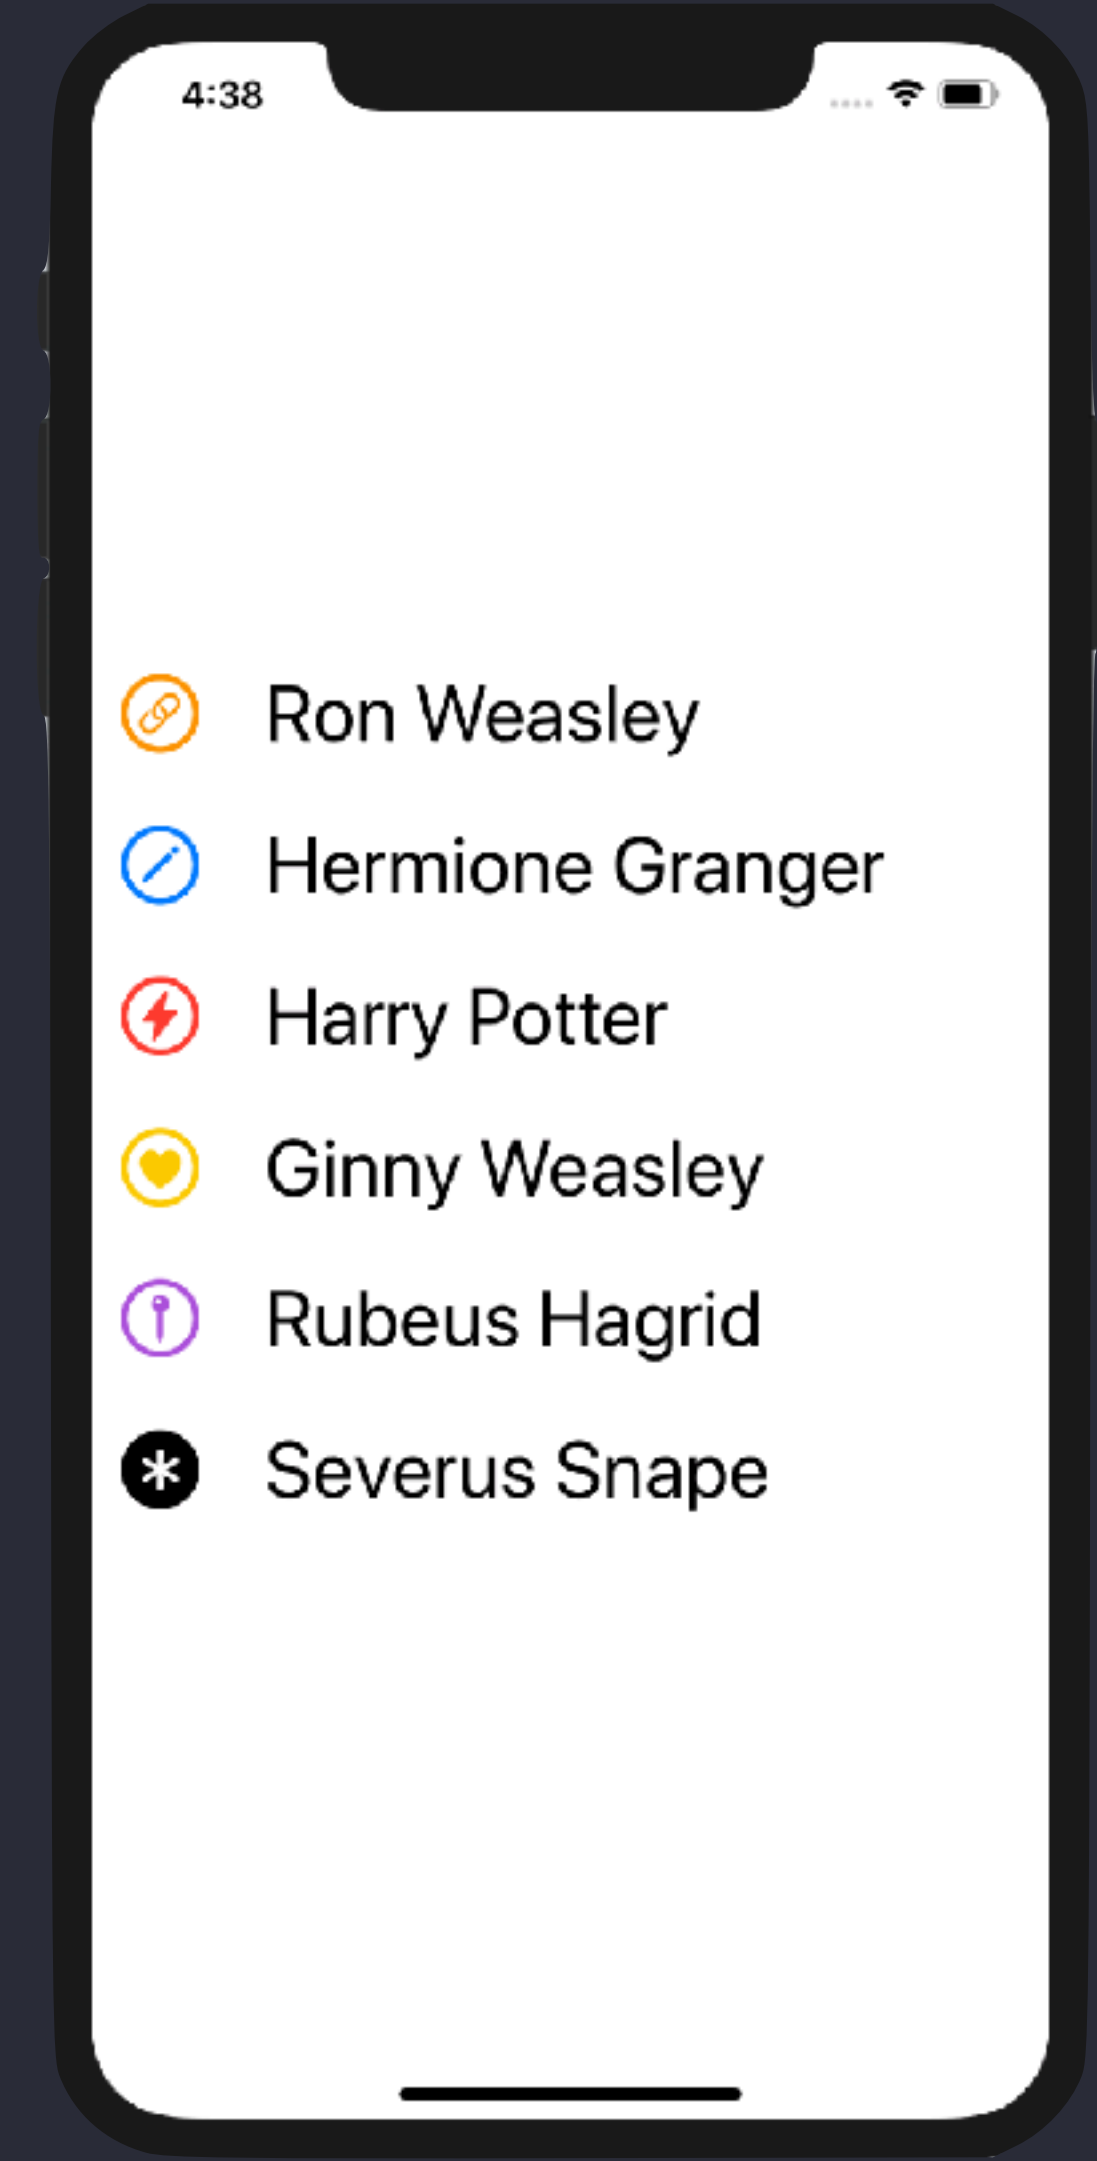 4:38
Ron Weasley
Hermione Granger
Harry Potter
Ginny Weasley
Rubeus Hagrid
Severus Snape